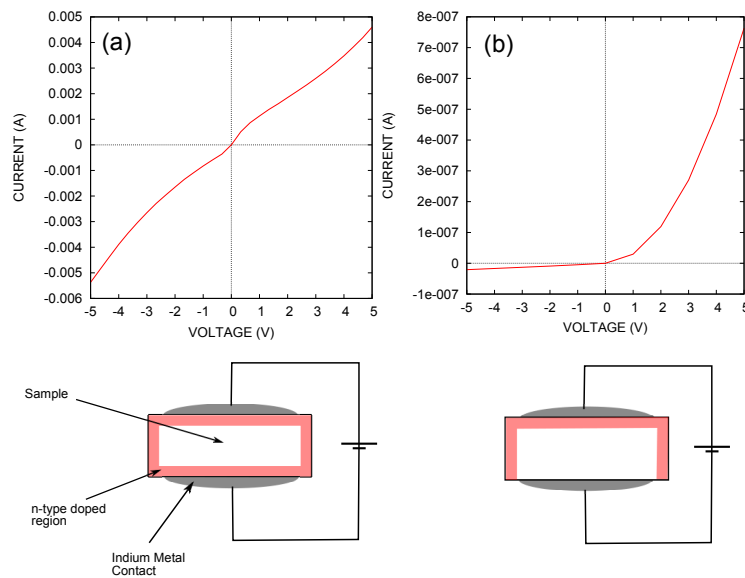 (a)
CURRENT (A)
0.005
0.004
0.003
0.002
0.001
0
-0.001
-0.002
-0.003
-0.004
-0.005
-0.006
-5 -4 -3 -2 -1 0 1 2 3 4 5
VOLTAGE (V)
(b)
CURRENT (A)
8e-007
7e-007
6e-007
5e-007
4e-007
3e-007
2e-007
1e-007
0
-1e-007
-5 -4 -3 -2 -1 0 1 2 3 4 5
VOLTAGE (V)
Sample
n-type doped
region
Indium Metal
Contact